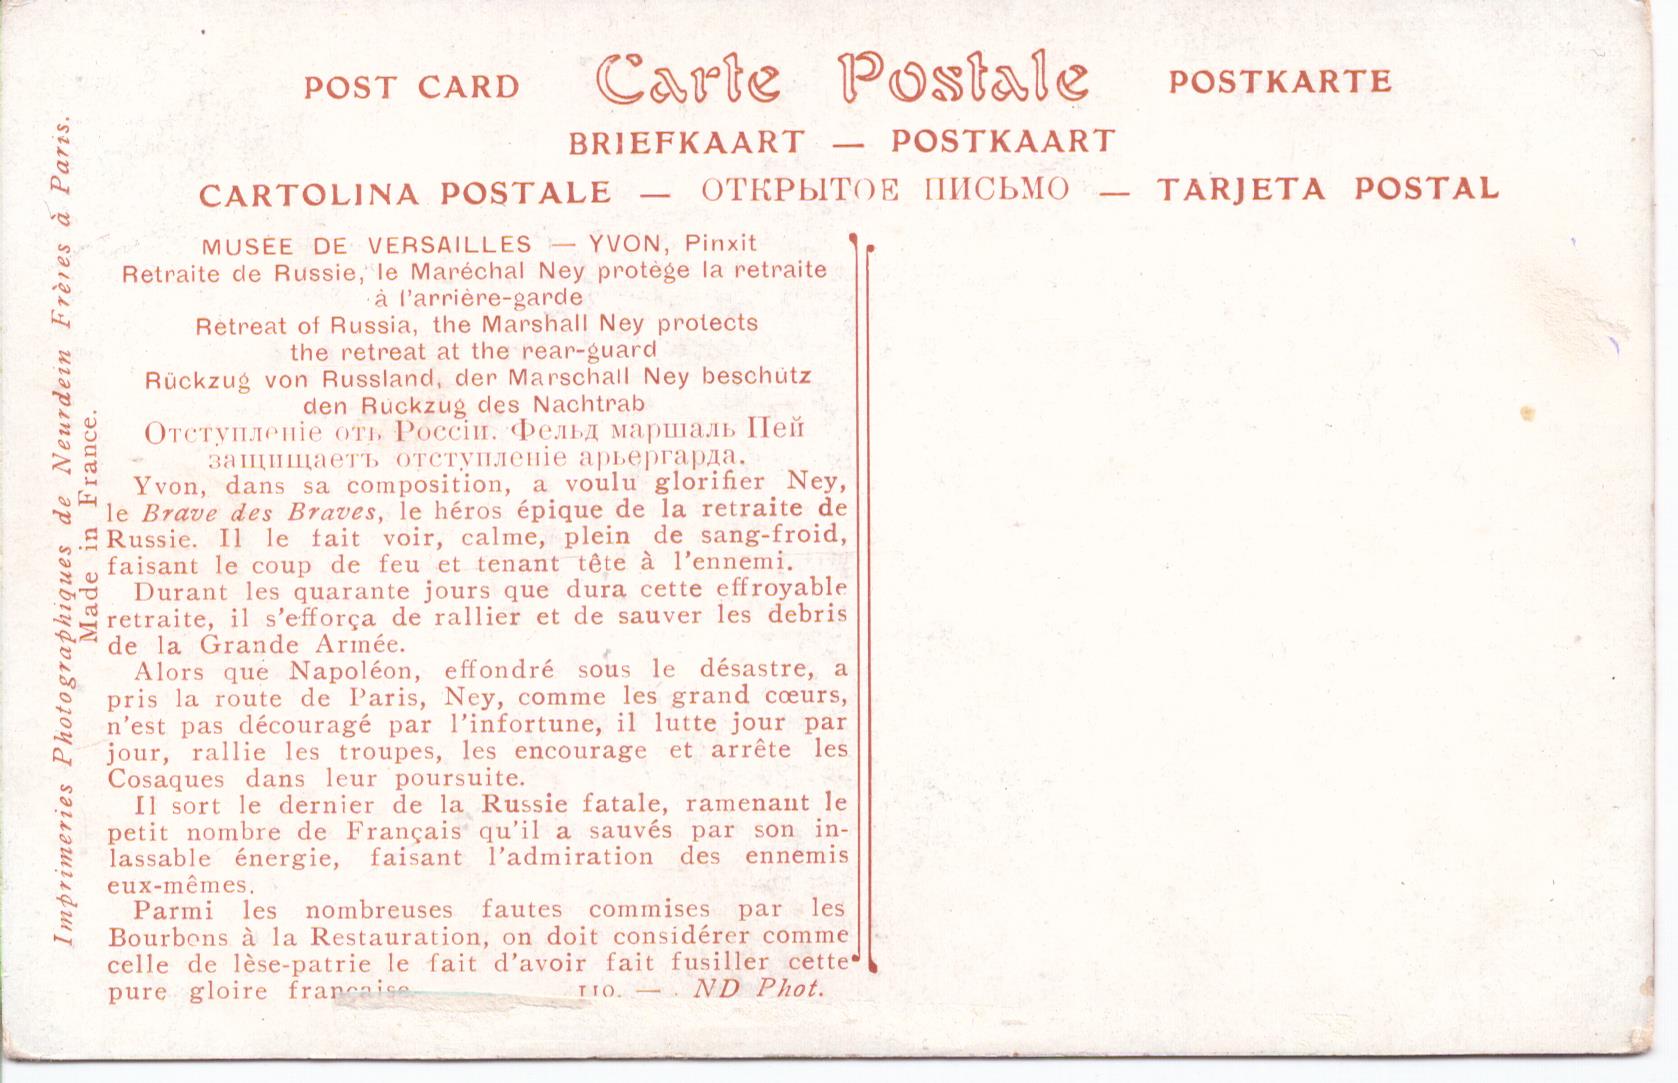 POST CARD Carte Postale POSTKARTE
BRIEFKAART — POSTKAART
CARTOLINA POSTALE — ОТКРЫТОЕ ПИСЬМО — TARJETA POSTAL
MUSÉE DE VERSAILLES — YVON, Pinxit
Retraite de Russie, le Maréchal Ney protège la retraite
à l'arrière-garde
Retreat of Russia, the Marshall Ney protects
the retreat at the rear-guard
Rückzug von Russland, der Marschall Ney beschütz
den Ruckzug des Nachtrab
Отступленіе отъ Россіи. Фельд маршалъ Пей
защищаетъ отступленіе арьергарда.
Yvon, dans sa composition, a voulu glorifier Ney,
le Brave des Braves, le héros épique de la retraite de
Russie. Il le fait voir, calme, plein de sang-froid,
faisant le coup de feu et tenant tête à l'ennemi.
Durant les quarante jours que dura cette effroyable
retraite, il s'efforça de rallier et de sauver les debris
de la Grande Armée.
Alors que Napoléon, effondré sous le désastre, a
pris la route de Paris, Ney, comme les grand cœurs,
n'est pas découragé par l'infortune, il lutte jour par
jour, rallie les troupes, les encourage et arrête les
Cosaques dans leur poursuite.
Il sort le dernier de la Russie fatale, ramenant le
petit nombre de Français qu'il a sauvés par son in-
lassable énergie, faisant l'admiration des ennemis
eux-mêmes.
Parmi les nombreuses fautes commises par les
Bourbons à la Restauration, on doit considérer comme
celle de lèse-patrie le fait d'avoir fait fusiller cette
pure gloire française 110. — ND Phot.
Imprimeries Photographiques de Neurdein Frères à Paris.
Made in France.